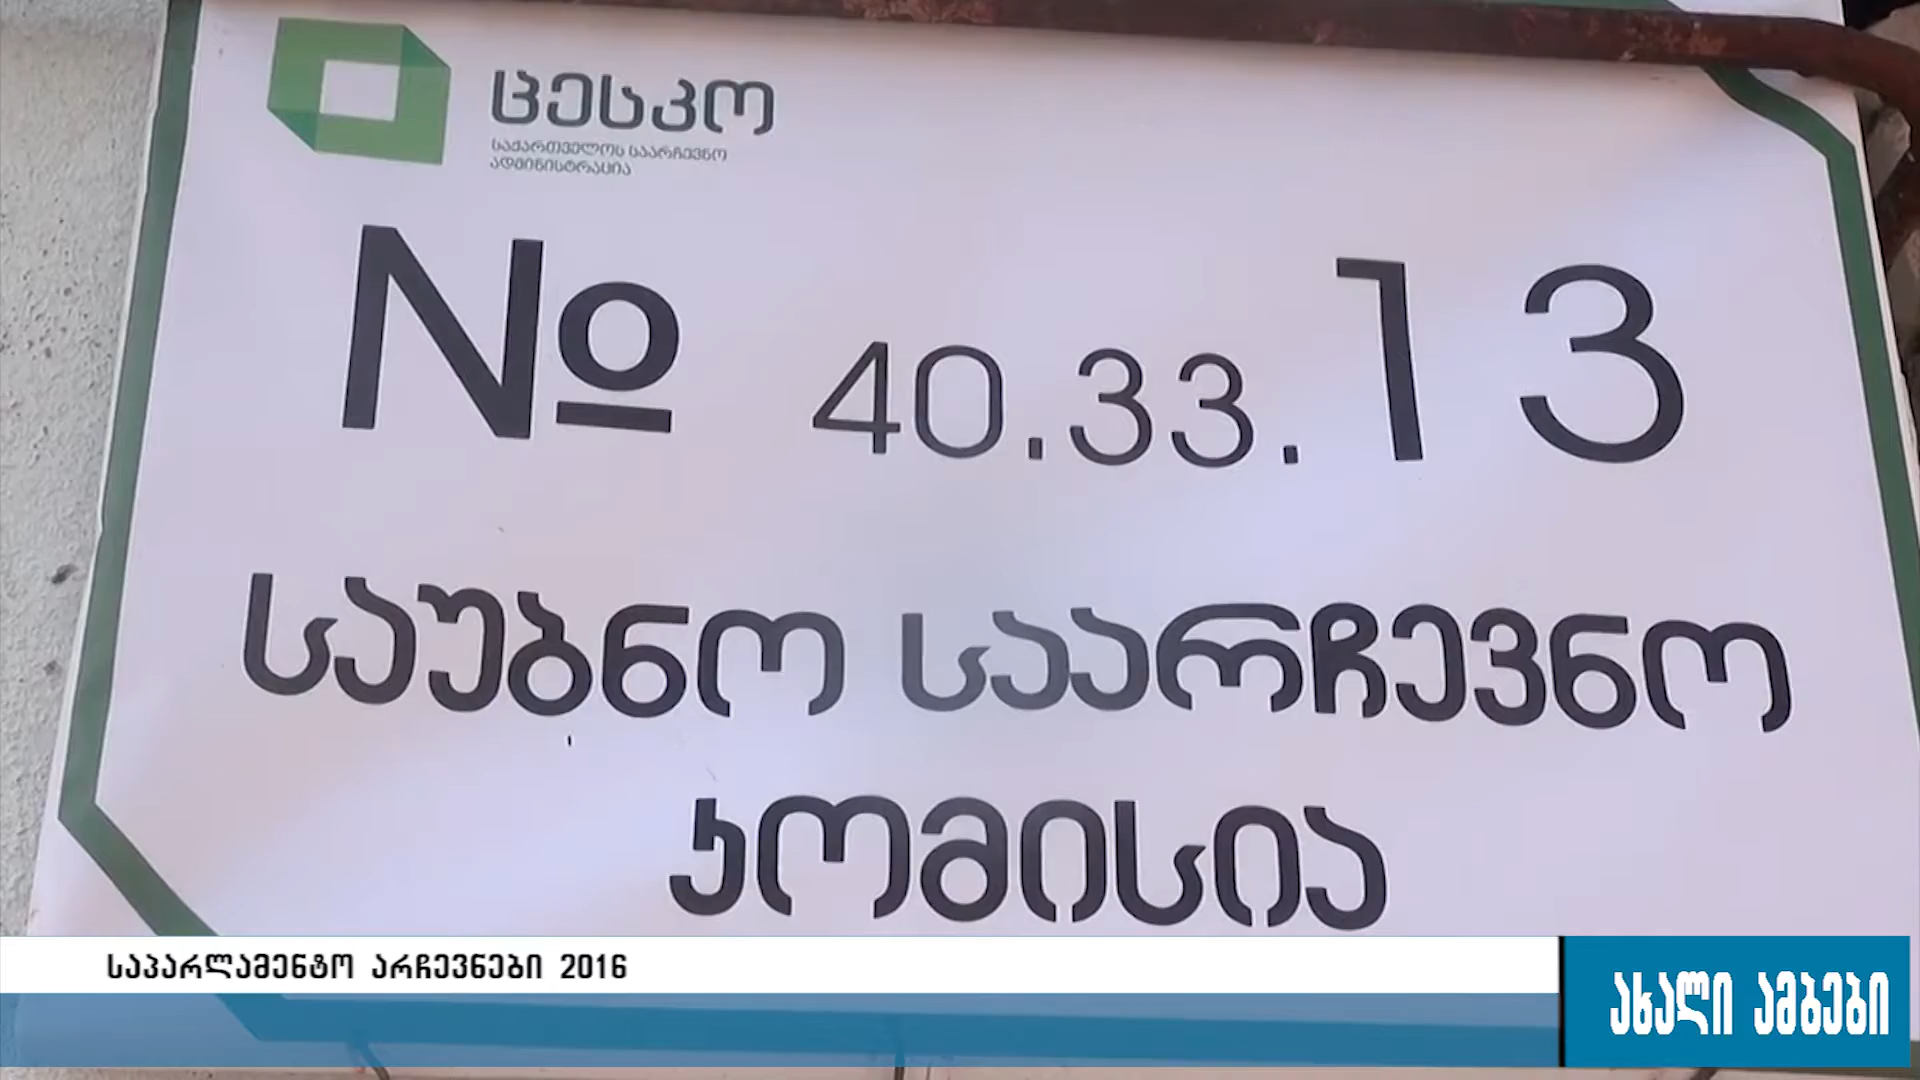 ცესკო
საქართველოს საარჩევნო
ადმინისტრაცია
№ 40.33.13
საუბნო საარჩევნო
კომისია
საპარლამენტო არჩევნები 2016
ახალი ამბები